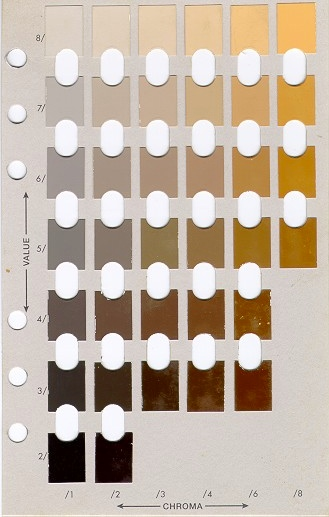 8/
7/
6/
5/
4/
3/
2/
VALUE
/1 /2 /3 /4 /6 /8
CHROMA